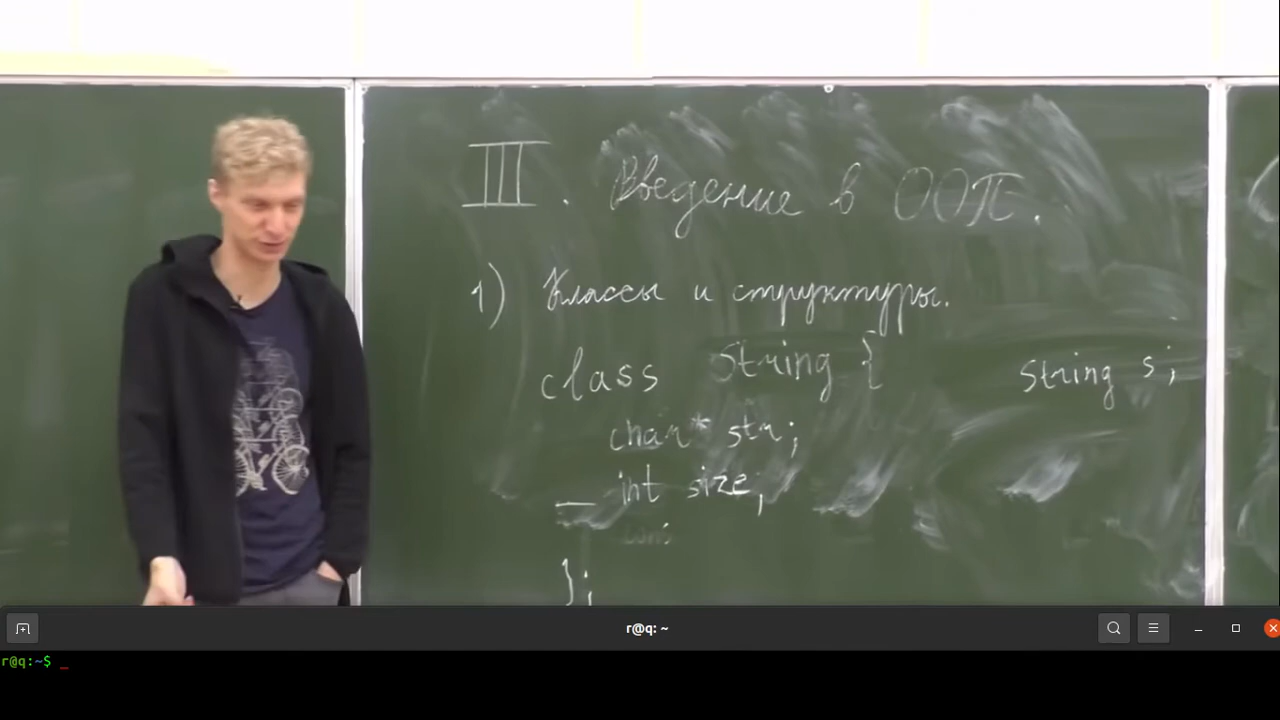 III. Введение в ООП.
1) Классы и структуры.
class String {
String s;
char* str;
int size;
};
r@q: ~
r@q:~$ _